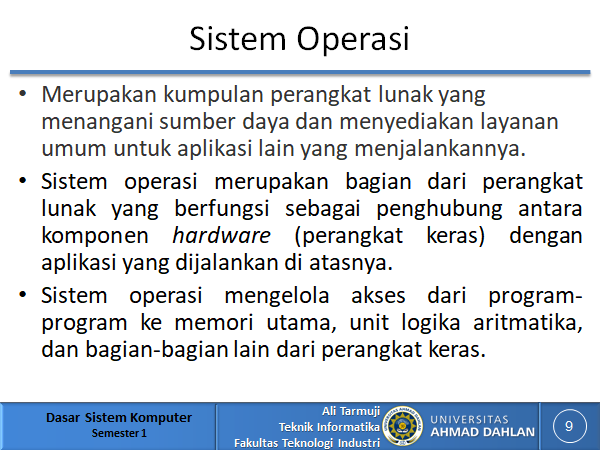 Sistem Operasi
• Merupakan kumpulan perangkat lunak yang
menangani sumber daya dan menyediakan layanan
umum untuk aplikasi lain yang menjalankannya.
• Sistem operasi merupakan bagian dari perangkat
lunak yang berfungsi sebagai penghubung antara
komponen hardware (perangkat keras) dengan
aplikasi yang dijalankan di atasnya.
• Sistem operasi mengelola akses dari program-
program ke memori utama, unit logika aritmatika,
dan bagian-bagian lain dari perangkat keras.
Dasar Sistem Komputer
Semester 1
Ali Tarmuji
Teknik Informatika
Fakultas Teknologi Industri
UNIVERSITAS
AHMAD DAHLAN
9